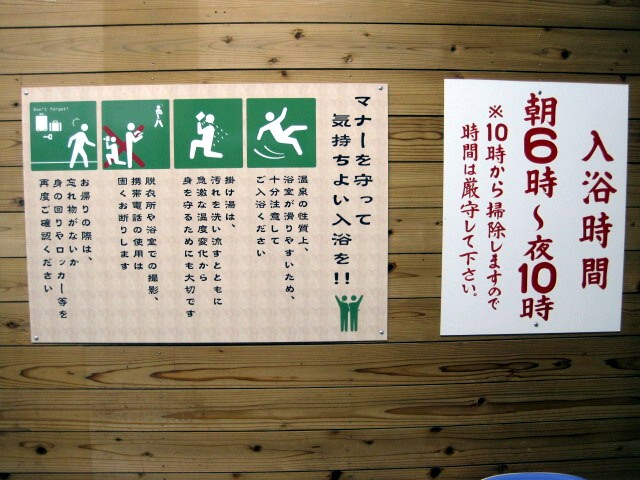 入浴時間
朝6時～夜10時
※10時から掃除しますので
時間は厳守して下さい。
マナーを守って
気持ちよい入浴を!!
温泉の性質上、
浴室が滑りやすいため、
十分注意して
ご入浴ください
掛け湯は、
汚れを洗い流すとともに
急激な温度変化から
身を守るためにも大切です
脱衣所や浴室での撮影、
携帯電話の使用は
固くお断りします
お帰りの際は、
忘れ物がないか
身の回りやロッカー等を
再度ご確認ください
Don't forget!